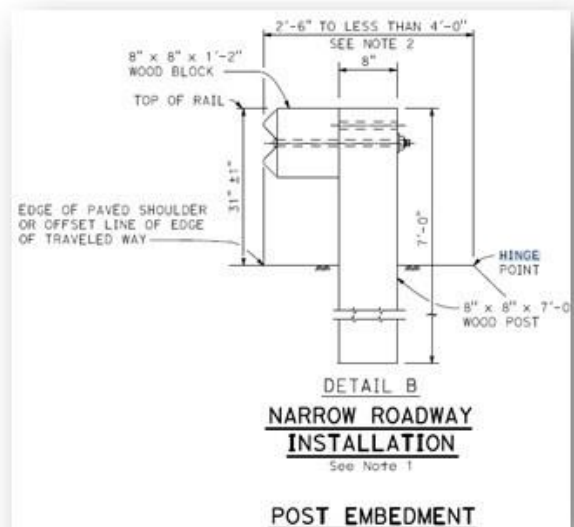 2'-6" TO LESS THAN 4'-0"
SEE NOTE 2
8"
8" x 8" x 1'-2"
WOOD BLOCK
TOP OF RAIL
31" ±1"
7'-0"
EDGE OF PAVED SHOULDER
OR OFFSET LINE OF EDGE
OF TRAVELED WAY
HINGE
POINT
8" x 8" x 7'-0
WOOD POST
DETAIL B
NARROW ROADWAY
INSTALLATION
See Note 1
POST EMBEDMENT